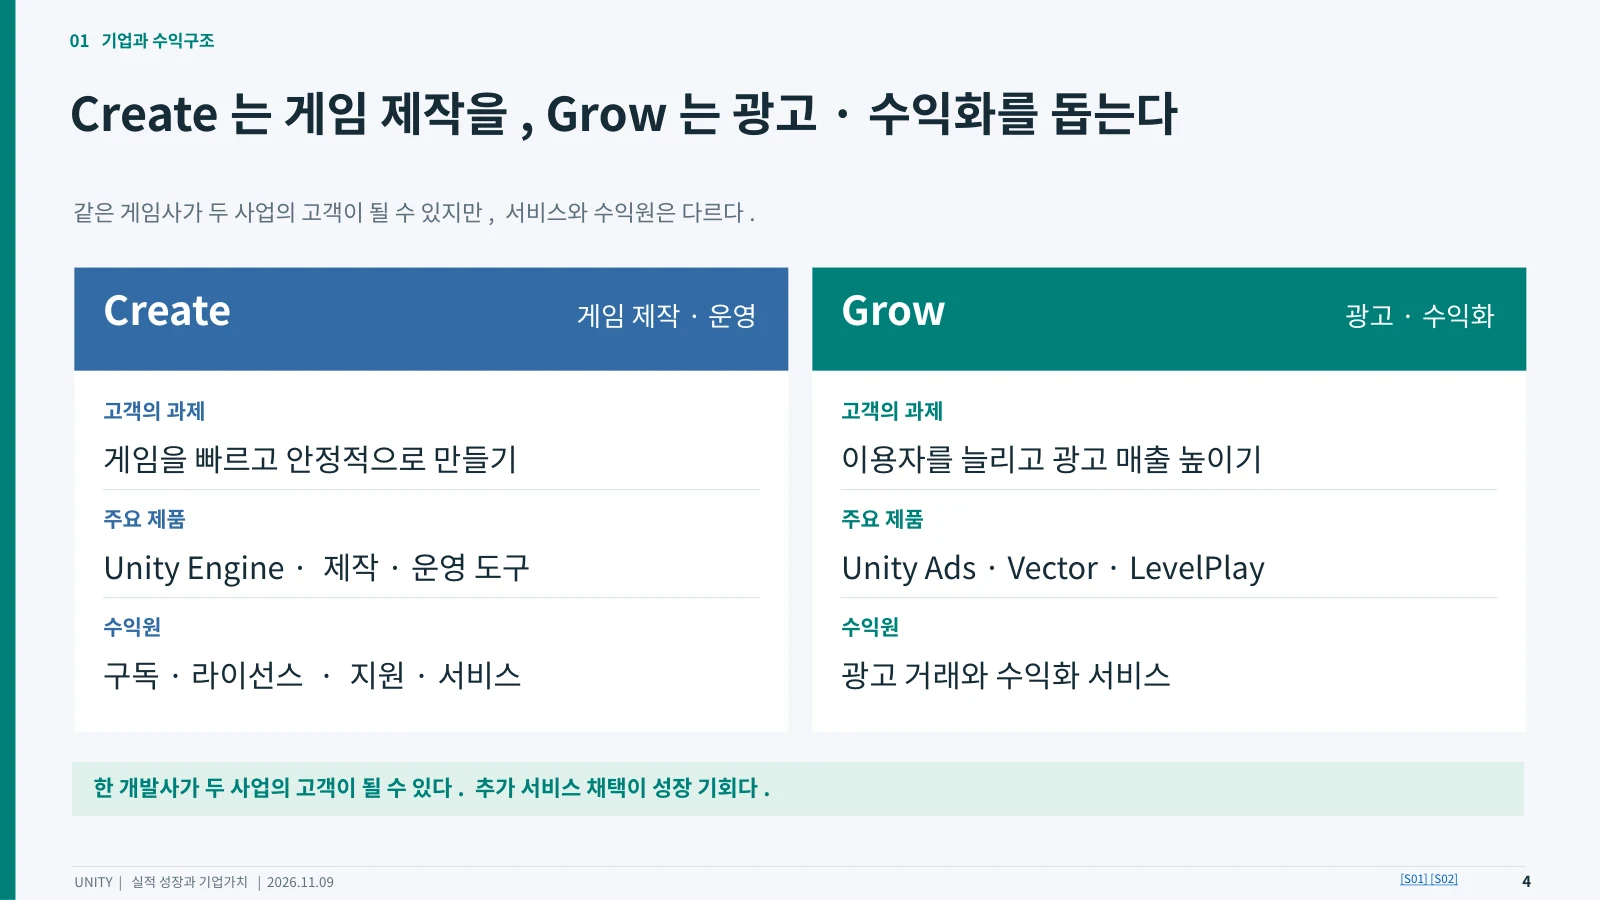 01 기업과 수익구조
Create 는 게임 제작을 , Grow 는 광고 · 수익화를 돕는다
같은 게임사가 두 사업의 고객이 될 수 있지만 , 서비스와 수익원은 다르다 .
Create
게임 제작 · 운영
고객의 과제
게임을 빠르고 안정적으로 만들기
주요 제품
Unity Engine · 제작 · 운영 도구
수익원
구독 · 라이선스 · 지원 · 서비스
Grow
광고 · 수익화
고객의 과제
이용자를 늘리고 광고 매출 높이기
주요 제품
Unity Ads · Vector · LevelPlay
수익원
광고 거래와 수익화 서비스
한 개발사가 두 사업의 고객이 될 수 있다 . 추가 서비스 채택이 성장 기회다 .
UNITY | 실적 성장과 기업가치 | 2026.11.09
[S01] [S02]
4